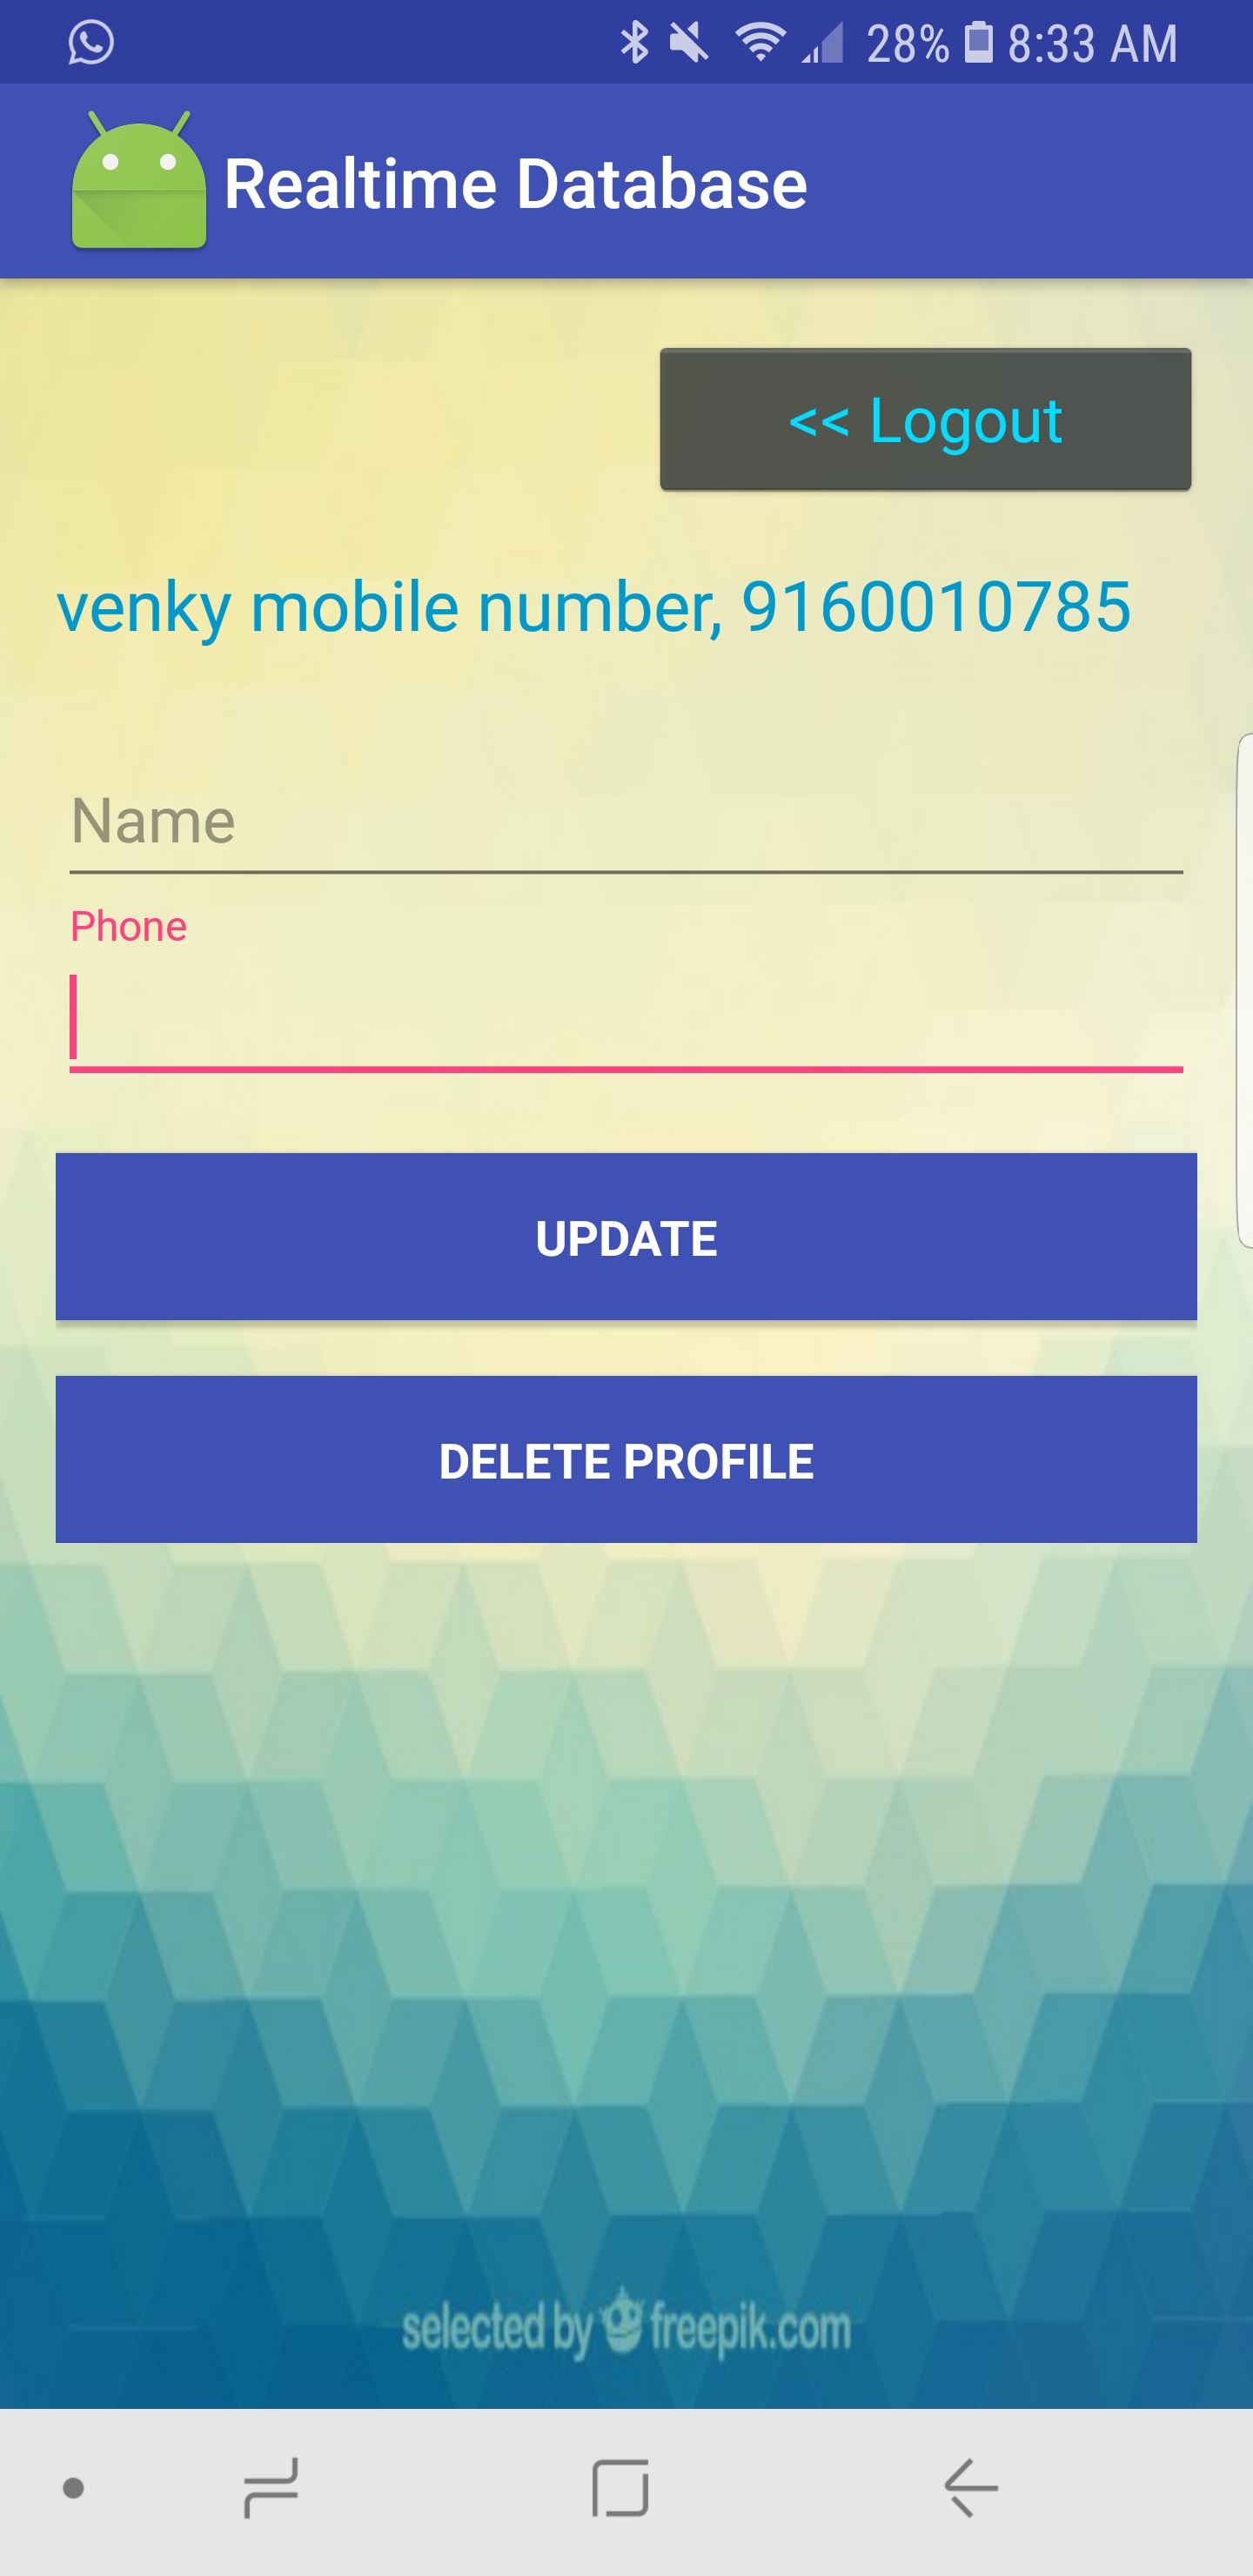 28% 8:33 AM
Realtime Database
<< Logout
venky mobile number, 9160010785
Name
Phone
UPDATE
DELETE PROFILE
selected by freepik.com